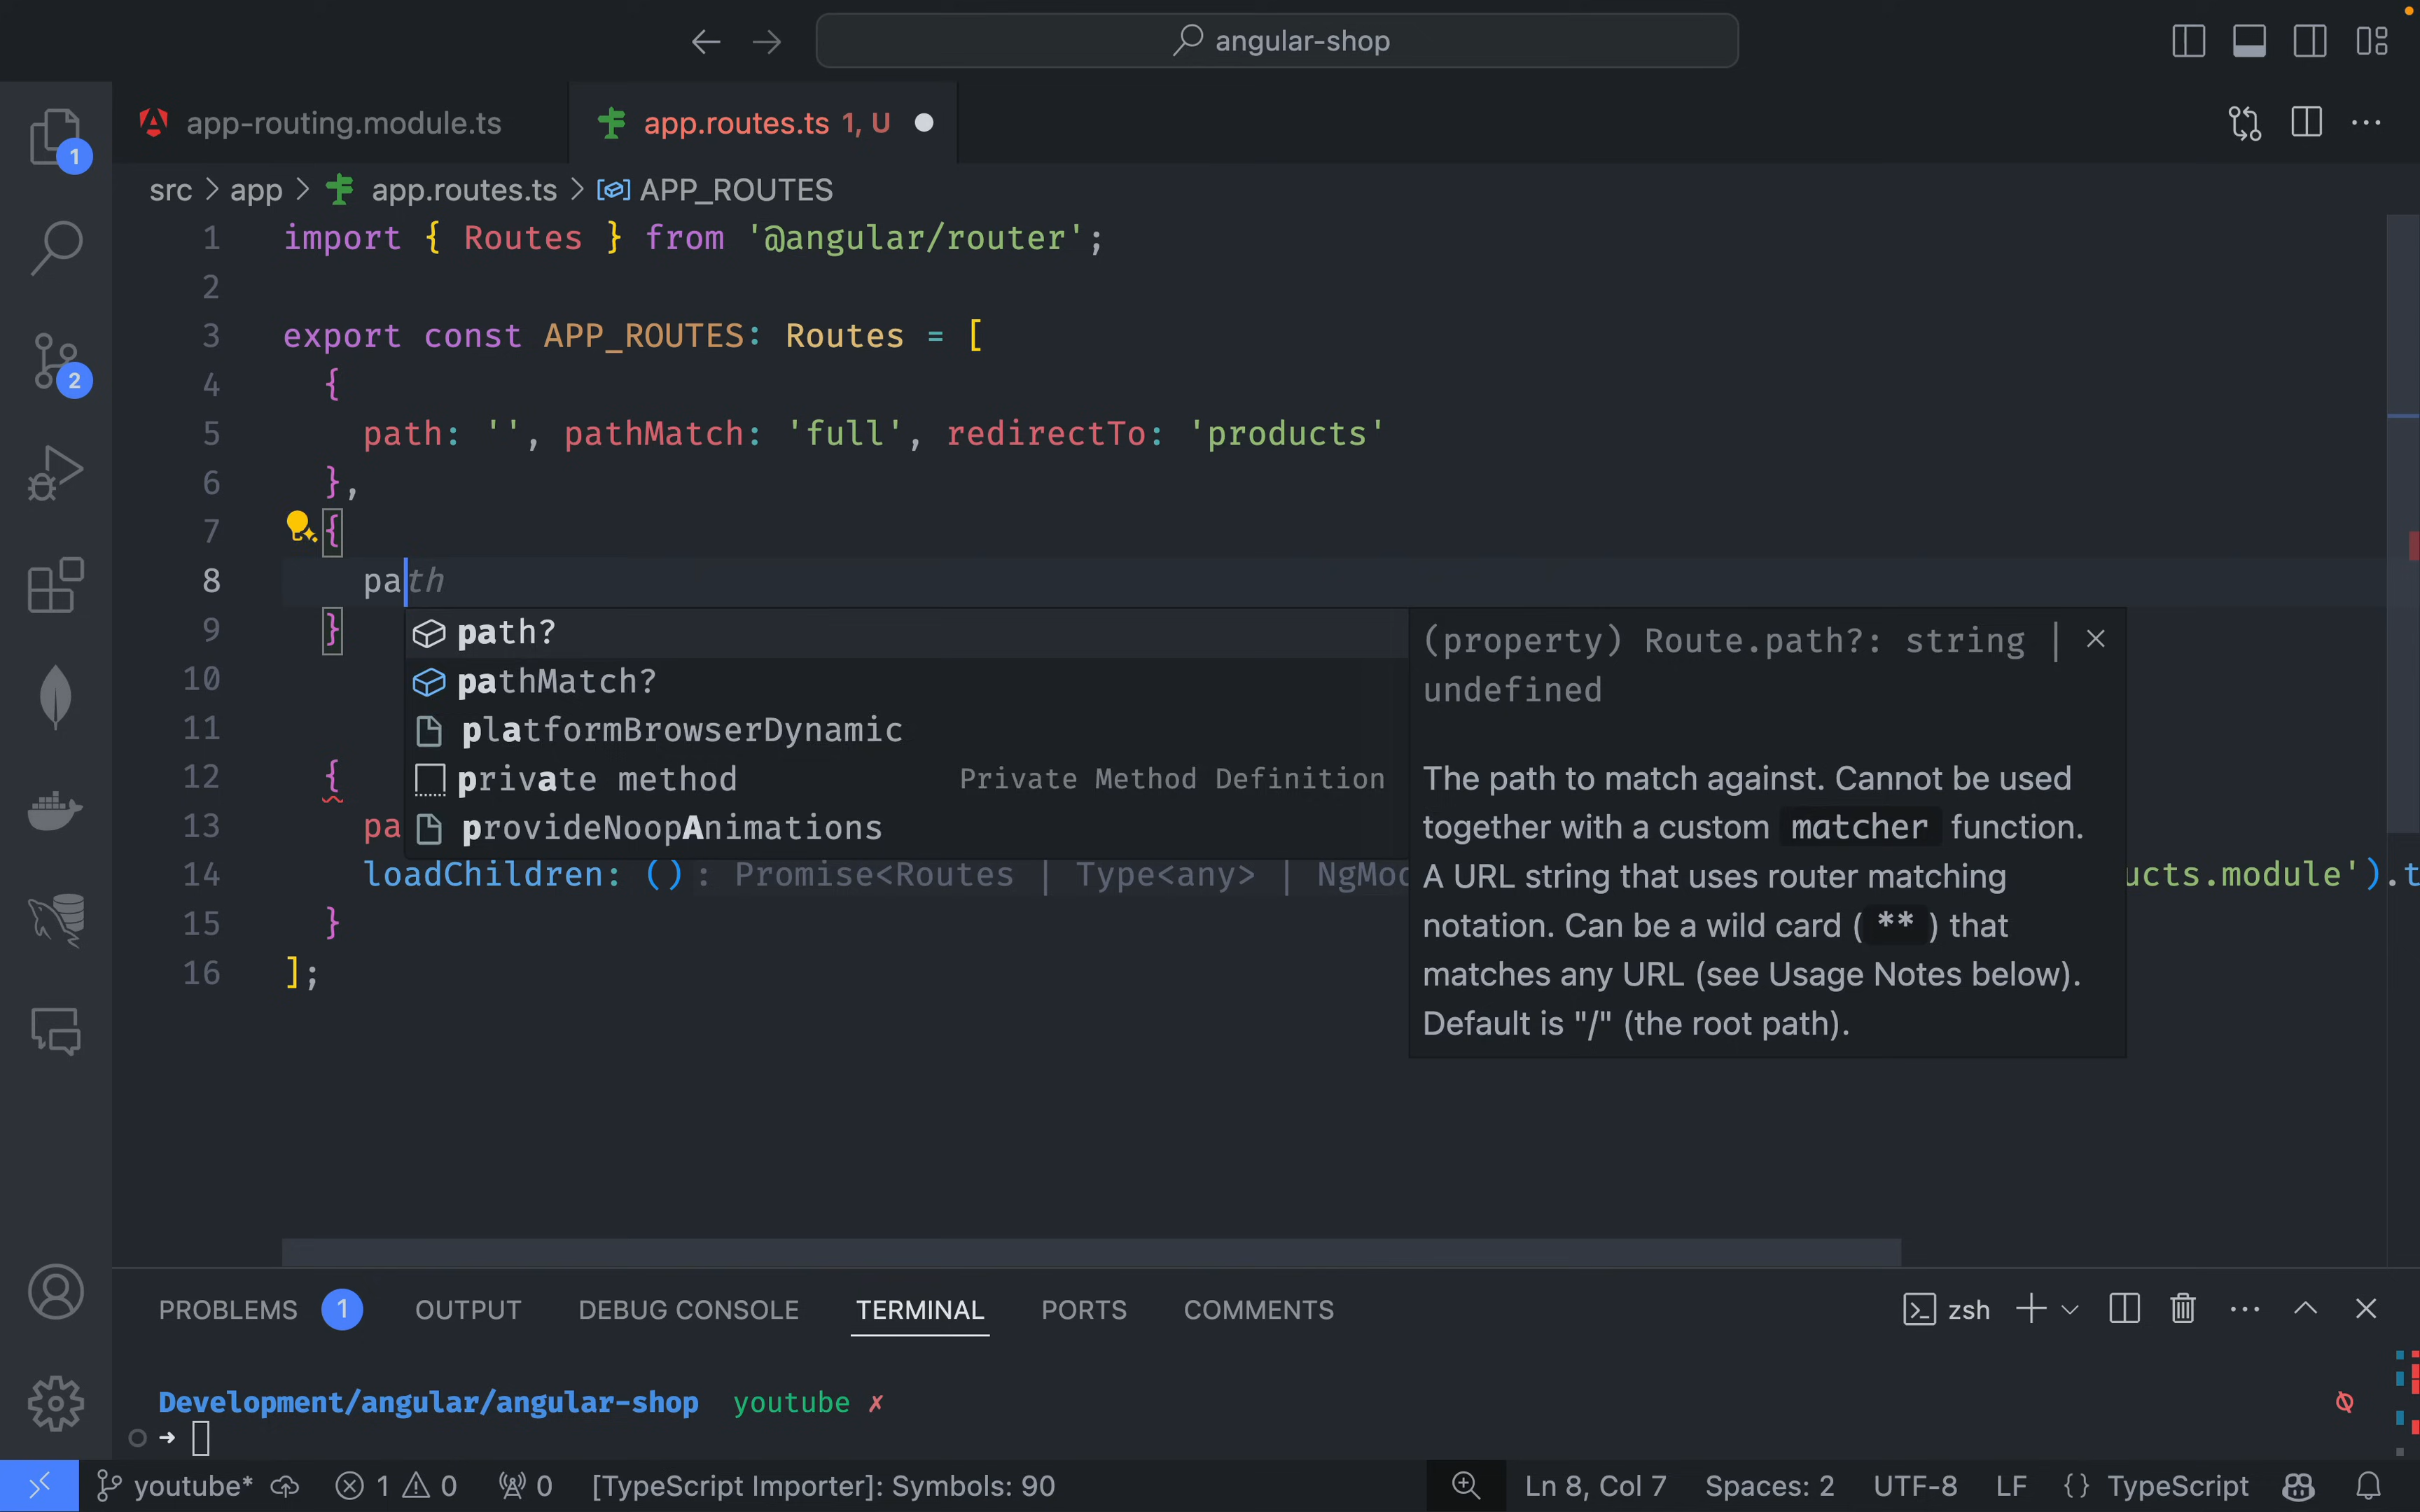 angular-shop
app-routing.module.ts
app.routes.ts 1, U
1
src > app > app.routes.ts > APP_ROUTES
1 import { Routes } from '@angular/router';
2
3 export const APP_ROUTES: Routes = [
4 {
2
5 path: '', pathMatch: 'full', redirectTo: 'products'
6 },
7 {
8 path
9 }
path?
pathMatch?
platformBrowserDynamic
private method Private Method Definition
provideNoopAnimations
(property) Route.path?: string |
undefined
The path to match against. Cannot be used
together with a custom matcher function.
A URL string that uses router matching
notation. Can be a wild card ( ** ) that
matches any URL (see Usage Notes below).
Default is "/" (the root path).
10
11
12 {
13 pa
14 loadChildren: (): Promise<Routes | Type<any> | NgMod ucts.module').t
15 }
16 ];
PROBLEMS 1 OUTPUT DEBUG CONSOLE TERMINAL PORTS COMMENTS
zsh
Development/angular/angular-shop youtube ✗
➜
youtube* 1 0 0 [TypeScript Importer]: Symbols: 90
Ln 8, Col 7 Spaces: 2 UTF-8 LF {} TypeScript